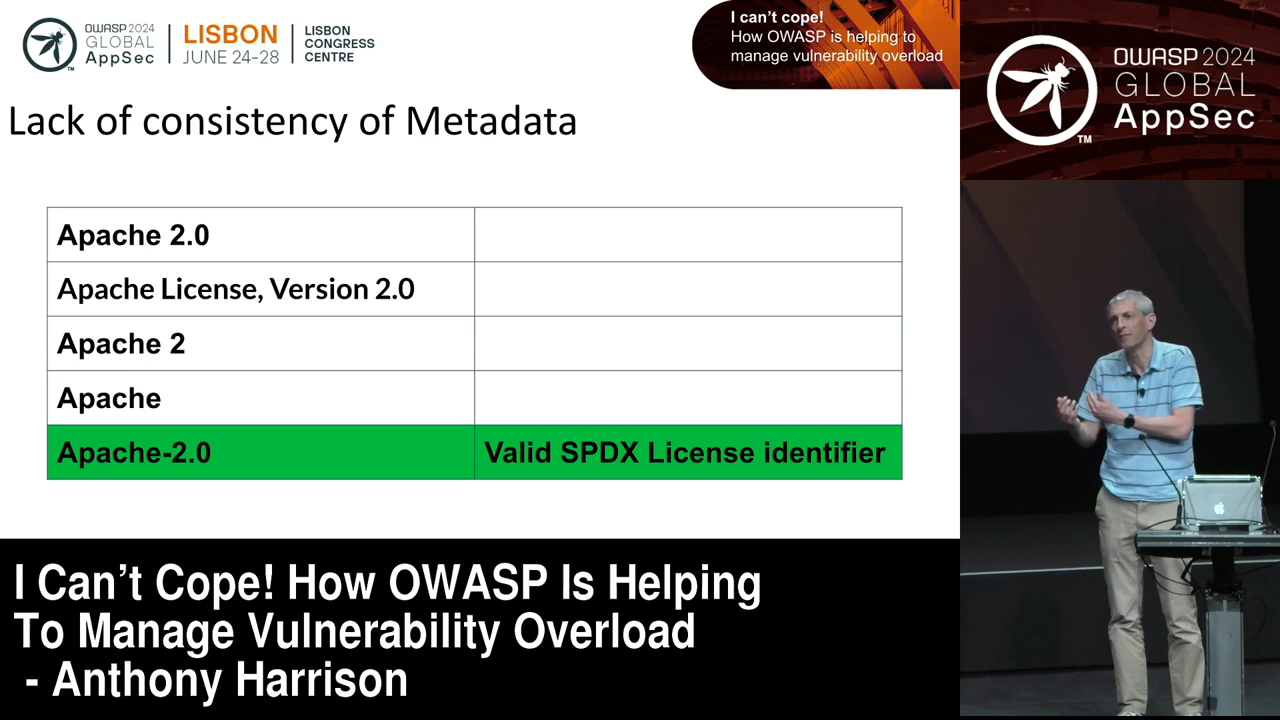 OWASP 2024
GLOBAL
AppSec
TM
LISBON
JUNE 24-28
LISBON
CONGRESS
CENTRE
I can't cope!
How OWASP is helping to
manage vulnerability overload
OWASP 2024
GLOBAL
AppSec
TM
Lack of consistency of Metadata
Apache 2.0
Apache License, Version 2.0
Apache 2
Apache
Apache-2.0 Valid SPDX License identifier
I Can’t Cope! How OWASP Is Helping
To Manage Vulnerability Overload
- Anthony Harrison